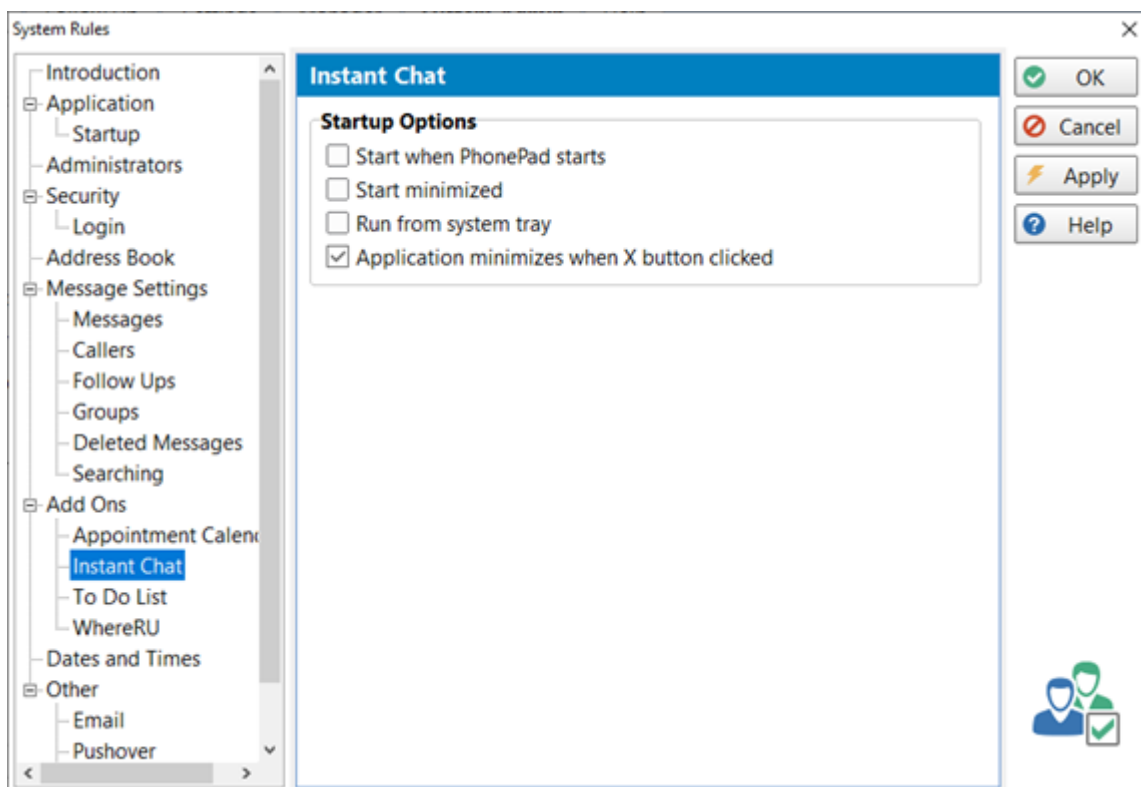 System Rules
Introduction
Application
Startup
Administrators
Security
Login
Address Book
Message Settings
Messages
Callers
Follow Ups
Groups
Deleted Messages
Searching
Add Ons
Appointment Calend
Instant Chat
To Do List
WhereRU
Dates and Times
Other
Email
Pushover
Instant Chat
Startup Options
Start when PhonePad starts
Start minimized
Run from system tray
Application minimizes when X button clicked
OK
Cancel
Apply
Help